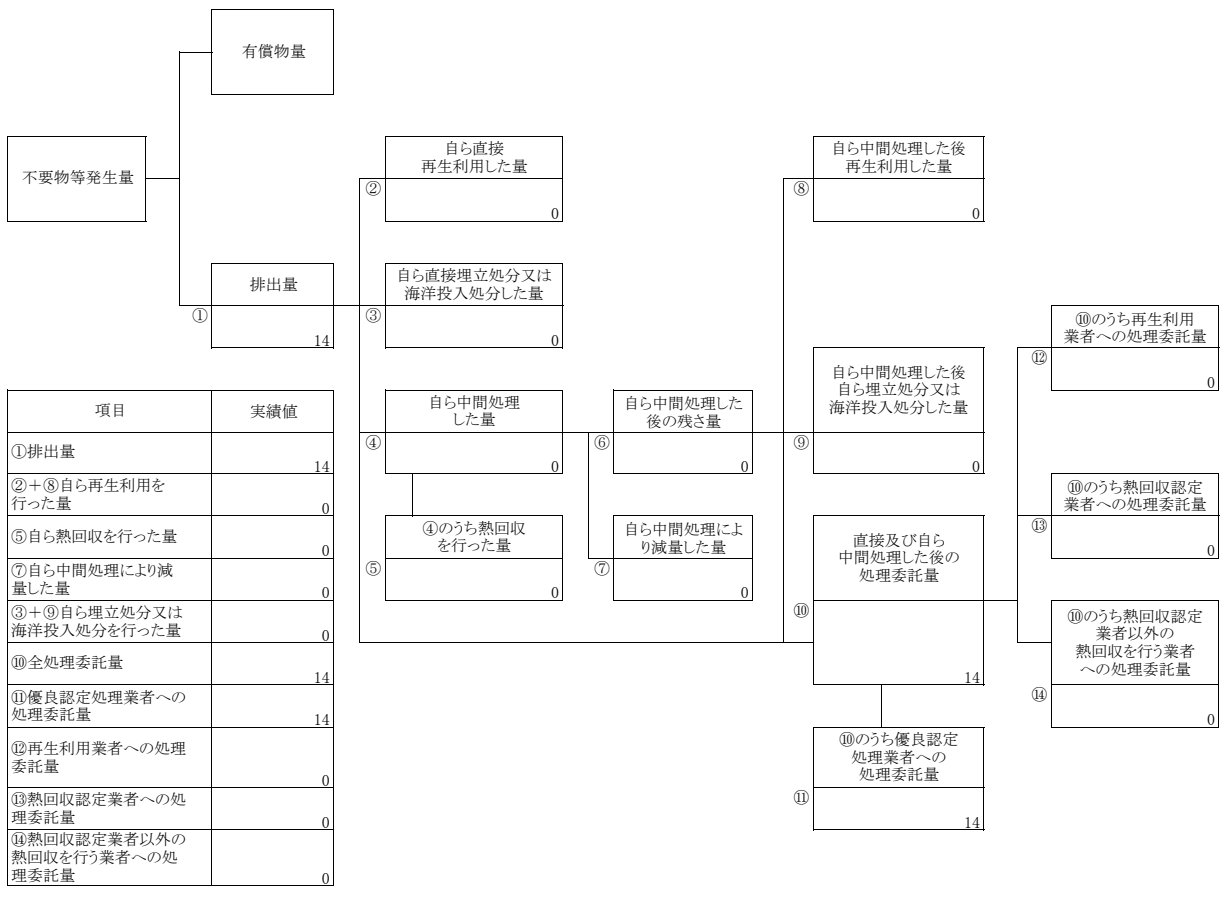 有償物量
不要物等発生量
自ら直接
再生利用した量
②
0
自ら中間処理した後
再生利用した量
⑧
0
排出量
①
14
自ら直接埋立処分又は
海洋投入処分した量
③
0
⑩のうち再生利用
業者への処理委託量
⑫
0
自ら中間処理
した量
④
0
自ら中間処理した
後の残さ量
⑥
0
自ら中間処理した後
自ら埋立処分又は
海洋投入処分した量
⑨
0
⑩のうち熱回収認定
業者への処理委託量
⑬
0
④のうち熱回収
を行った量
⑤
0
自ら中間処理によ
り減量した量
⑦
0
直接及び自ら
中間処理した後の
処理委託量
⑩
14
⑩のうち熱回収認定
業者以外の
熱回収を行う業者
への処理委託量
⑭
0
⑩のうち優良認定
処理業者への
処理委託量
⑪
14
項目 実績値
①排出量
14
②＋⑧自ら再生利用を
行った量
0
⑤自ら熱回収を行った量
0
⑦自ら中間処理により減
量した量
0
③＋⑨自ら埋立処分又は
海洋投入処分を行った量
0
⑩全処理委託量
14
⑪優良認定処理業者への
処理委託量
14
⑫再生利用業者への処理
委託量
0
⑬熱回収認定業者への処
理委託量
0
⑭熱回収認定業者以外の
熱回収を行う業者への処
理委託量
0